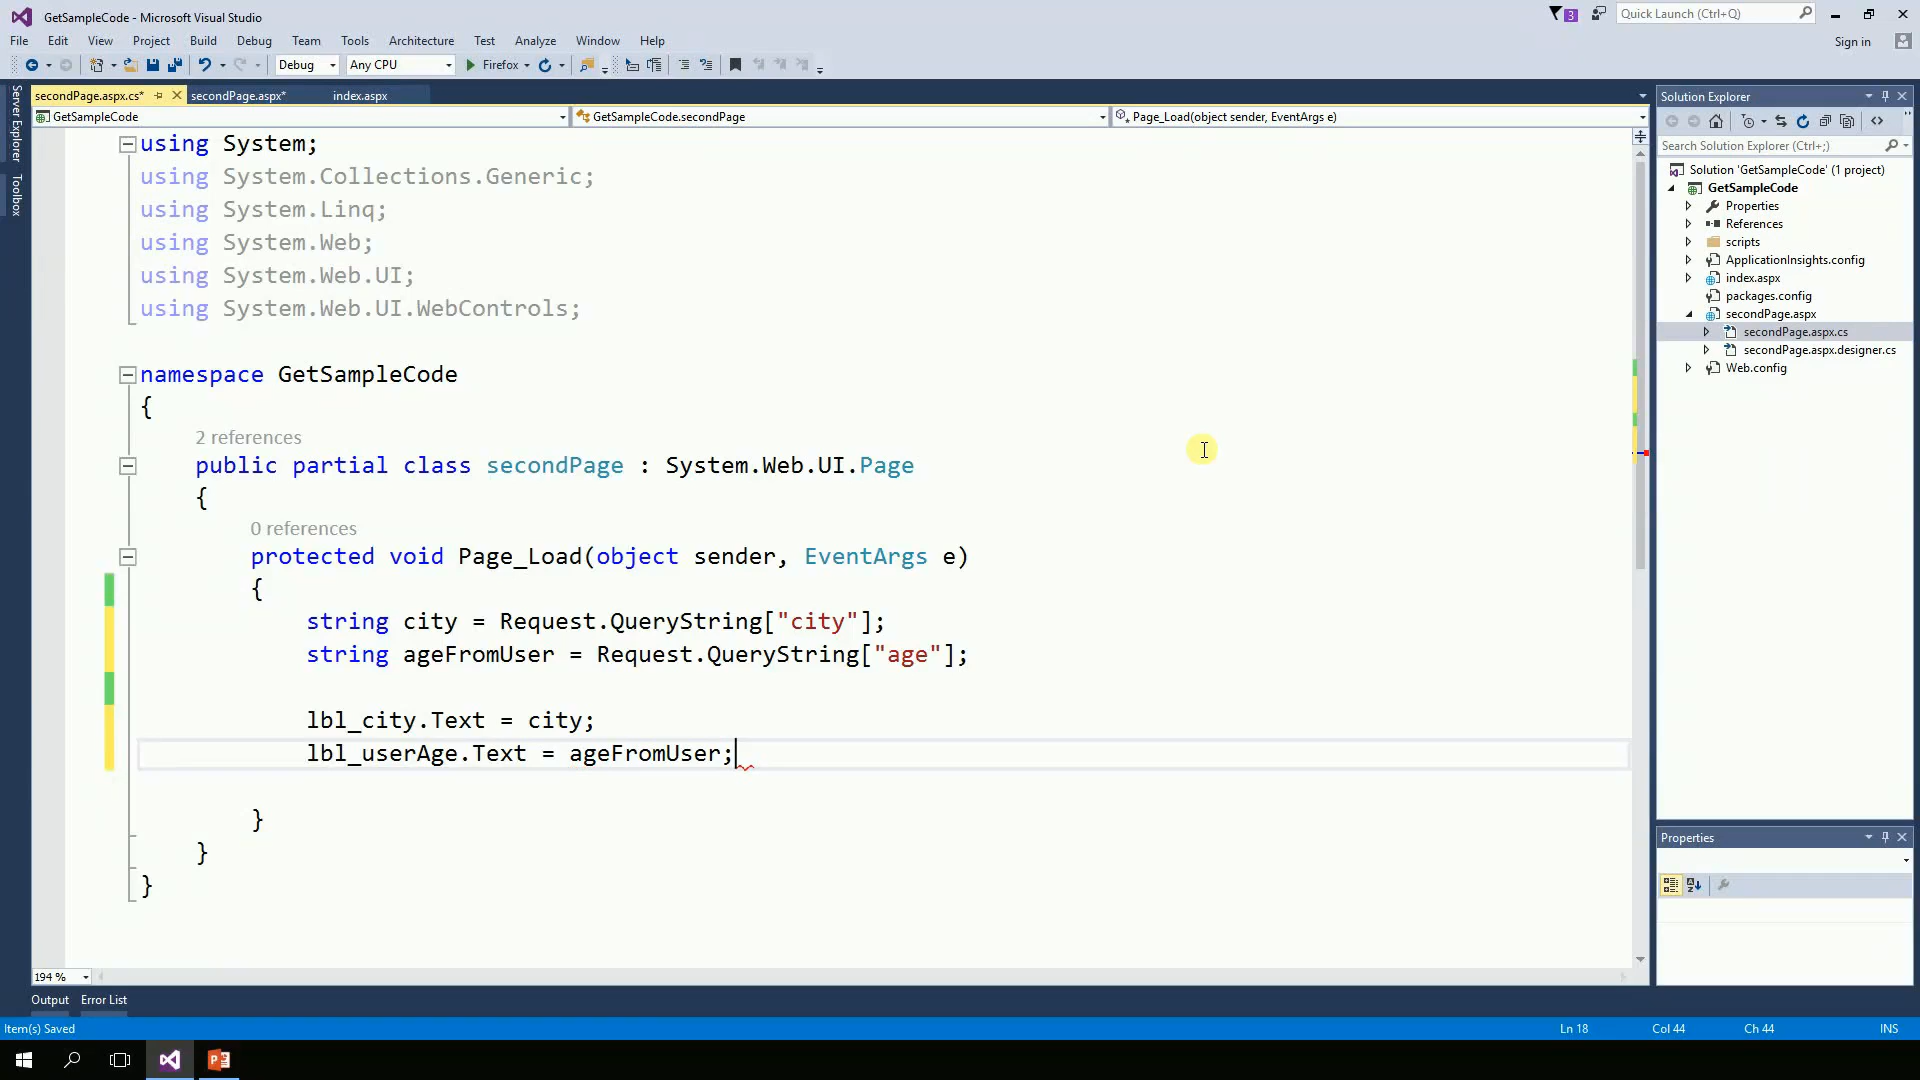 GetSampleCode - Microsoft Visual Studio
3
Quick Launch (Ctrl+Q)
File Edit View Project Build Debug Team Tools Architecture Test Analyze Window Help
Sign in
Debug Any CPU Firefox
Server Explorer
Toolbox
secondPage.aspx.cs* secondPage.aspx* index.aspx
GetSampleCode GetSampleCode.secondPage Page_Load(object sender, EventArgs e)
using System;
using System.Collections.Generic;
using System.Linq;
using System.Web;
using System.Web.UI;
using System.Web.UI.WebControls;
namespace GetSampleCode
{
2 references
public partial class secondPage : System.Web.UI.Page
{
0 references
protected void Page_Load(object sender, EventArgs e)
{
string city = Request.QueryString["city"];
string ageFromUser = Request.QueryString["age"];
lbl_city.Text = city;
lbl_userAge.Text = ageFromUser;
}
}
}
194 %
Solution Explorer
Search Solution Explorer (Ctrl+;)
Solution 'GetSampleCode' (1 project)
GetSampleCode
Properties
References
scripts
ApplicationInsights.config
index.aspx
packages.config
secondPage.aspx
secondPage.aspx.cs
secondPage.aspx.designer.cs
Web.config
Properties
Output Error List
Item(s) Saved Ln 18 Col 44 Ch 44 INS